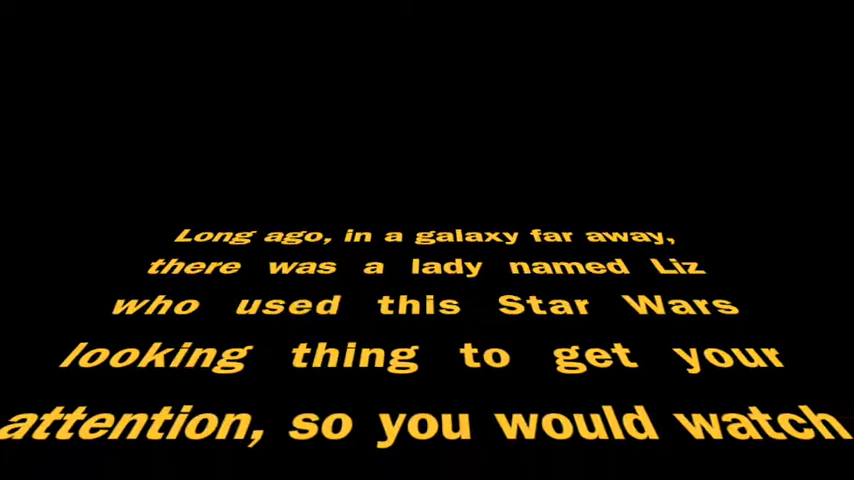 Long ago, in a galaxy far away,
there was a lady named Liz
who used this Star Wars
looking thing to get your
attention, so you would watch